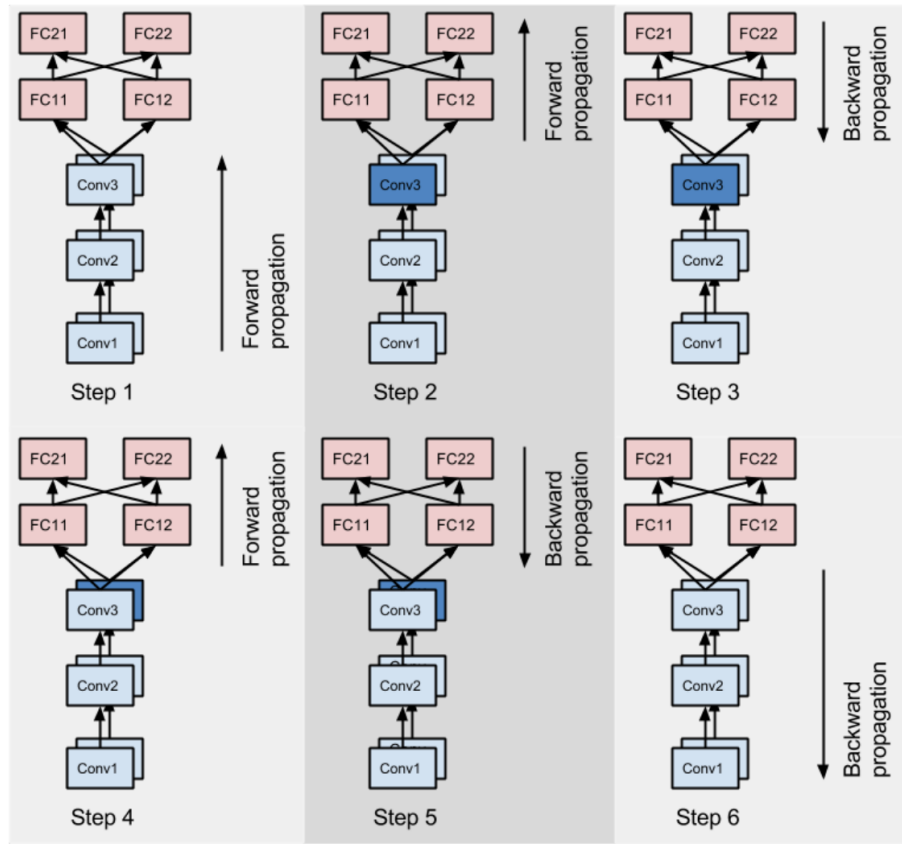 FC21 FC22
FC11 FC12
Conv3
Conv2
Conv1
Forward
propagation
Step 1
FC21 FC22
FC11 FC12
Conv3
Conv2
Conv1
Forward
propagation
Step 2
FC21 FC22
FC11 FC12
Conv3
Conv2
Conv1
Backward
propagation
Step 3
FC21 FC22
FC11 FC12
Conv3
Conv2
Conv1
Forward
propagation
Step 4
FC21 FC22
FC11 FC12
Conv3
Conv2
Conv1
Backward
propagation
Step 5
FC21 FC22
FC11 FC12
Conv3
Conv2
Conv1
Backward
propagation
Step 6